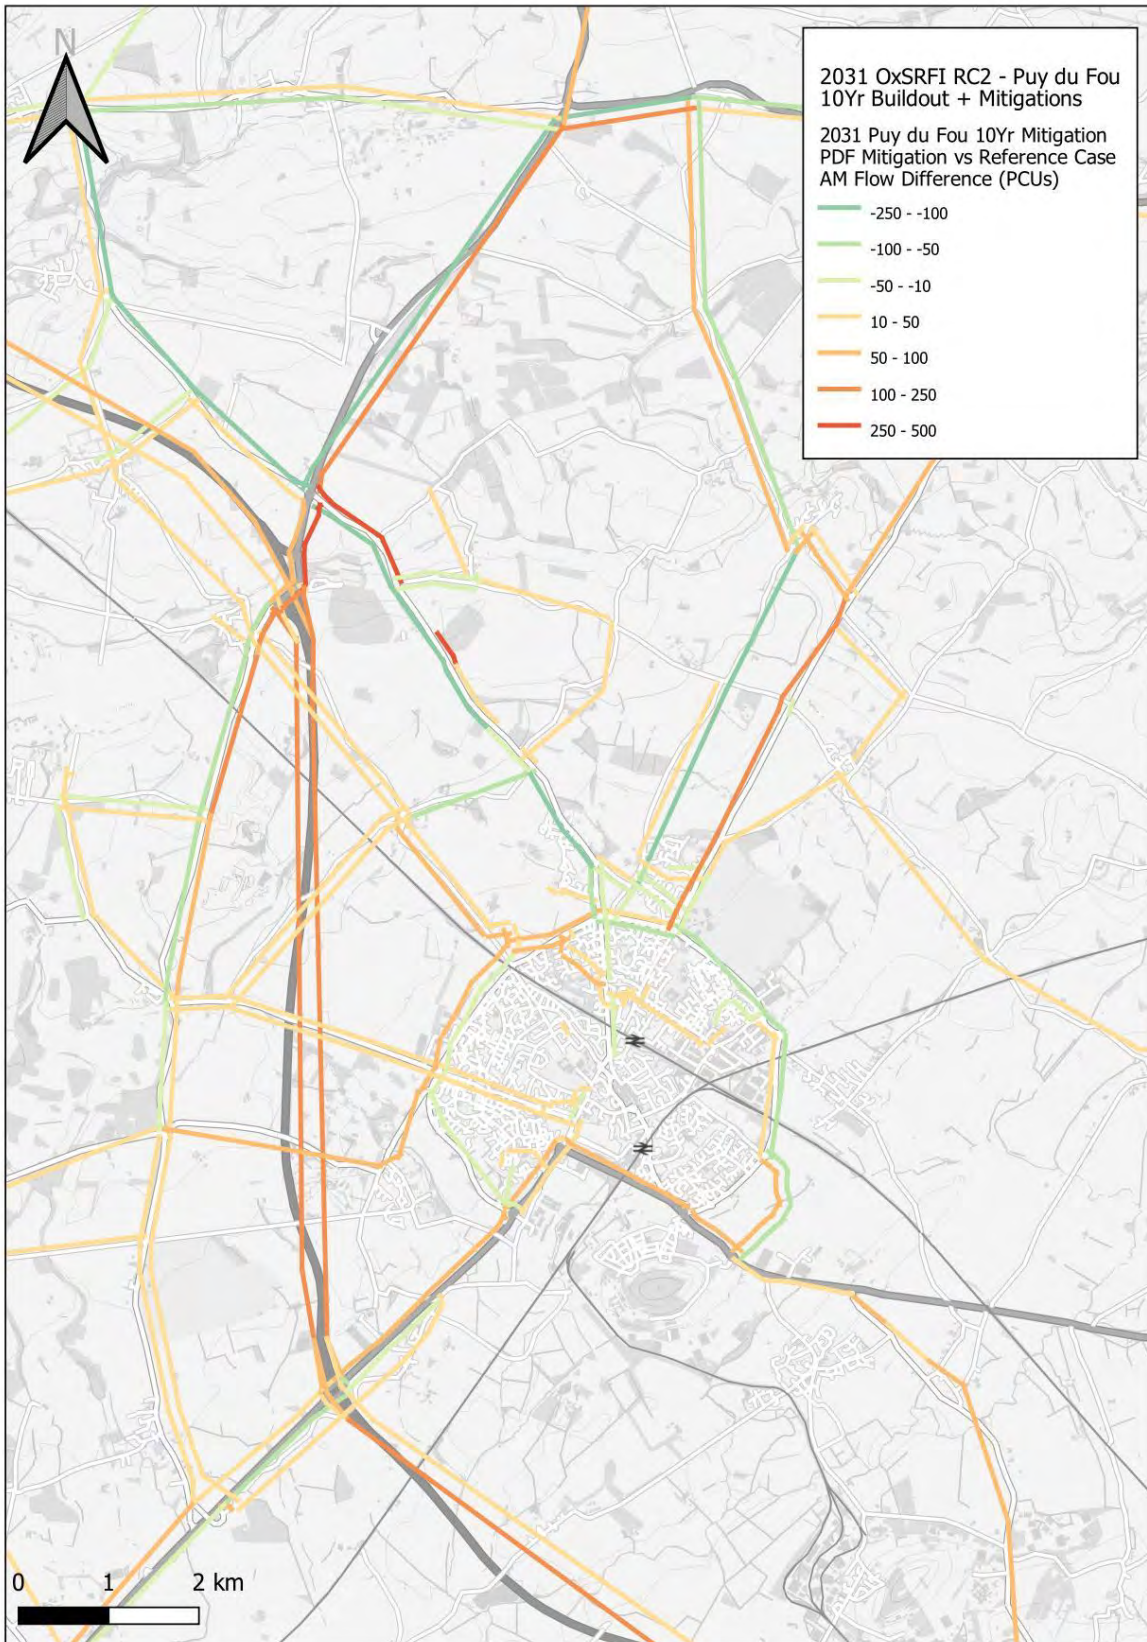 N
2031 OxSRFI RC2 - Puy du Fou
10Yr Buildout + Mitigations
2031 Puy du Fou 10Yr Mitigation
PDF Mitigation vs Reference Case
AM Flow Difference (PCUs)
-250 - -100
-100 - -50
-50 - -10
10 - 50
50 - 100
100 - 250
250 - 500
0 1 2 km